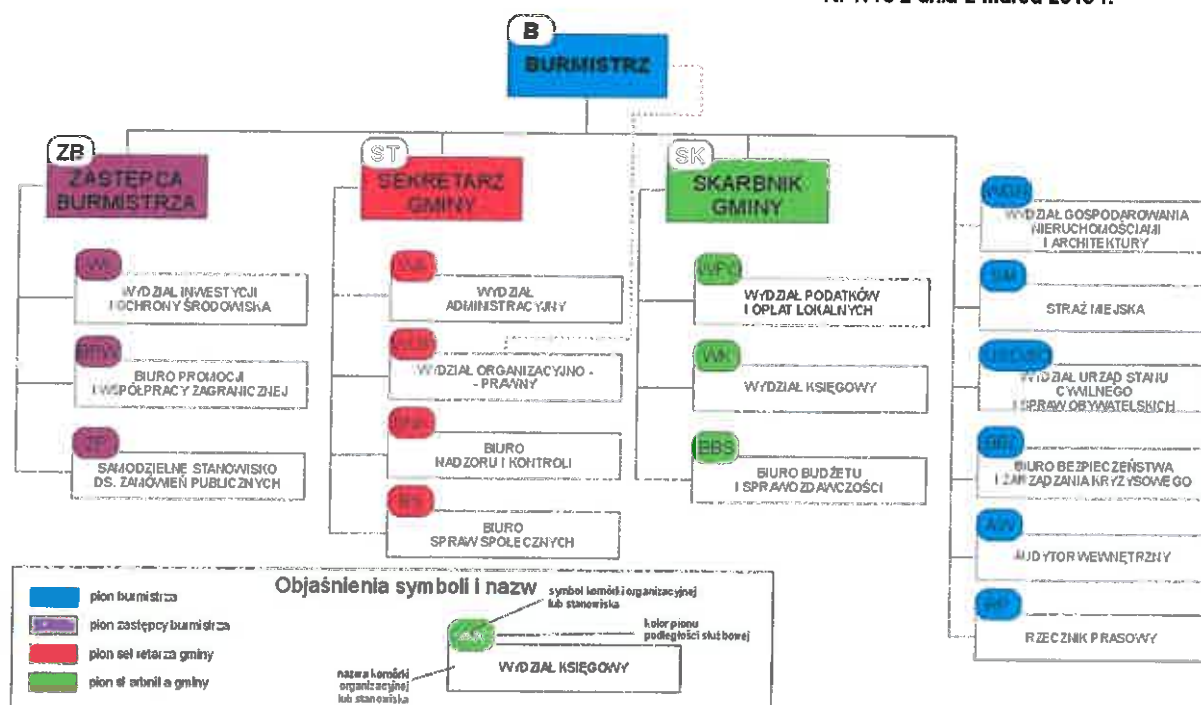 B
BURMISTRZ
ZB
ZASTĘPCA
BURMISTRZA
WYDZIAŁ INWESTYCJI
I OCHRONY ŚRODOWISKA
BIURO PROMOCJI
I WSPÓŁPRACY ZAGRANICZNEJ
ZP
SAMODZIELNE STANOWISKO
DS. ZAMÓWIEŃ PUBLICZNYCH
ST
SEKRETARZ
GMINY
WA
WYDZIAŁ
ADMINISTRACYJNY
WYDZIAŁ ORGANIZACYJNO -
- PRAWNY
BNK
BIURO
NADZORU I KONTROLI
BIURO
SPRAW SPOŁECZNYCH
SK
SKARBNIK
GMINY
WPO
WYDZIAŁ PODATKÓW
I OPŁAT LOKALNYCH
WK
WYDZIAŁ KSIĘGOWY
BBS
BIURO BUDŻETU
I SPRAWOZDAWCZOŚCI
WYDZIAŁ GOSPODAROWANIA
NIERUCHOMOŚCIAMI
I ARCHITEKTURY
SM
STRAŻ MIEJSKA
WYDZIAŁ URZĄD STANU
CYWILNEGO
I SPRAW OBYWATELSKICH
BIURO BEZPIECZEŃSTWA
I ZARZĄDZANIA KRYZYSOWEGO
AW
AUDYTOR WEWNĘTRZNY
RP
RZECZNIK PRASOWY
Objaśnienia symboli i nazw
pion burmistrza
pion zastępcy burmistrza
pion sekretarza gminy
pion skarbnika gminy
symbol komórki organizacyjnej
lub stanowiska
kolor pionu
podległości służbowej
WYDZIAŁ KSIĘGOWY
nazwa komórki
organizacyjnej
lub stanowiska